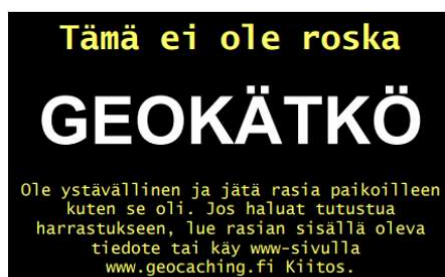 Tämä ei ole roska
GEOKÄTKÖ
Ole ystävällinen ja jätä rasia paikoilleen
kuten se oli. Jos haluat tutustua
harrastukseen, lue rasian sisällä oleva
tiedote tai käy www-sivulla
www.geocaching.fi Kiitos.